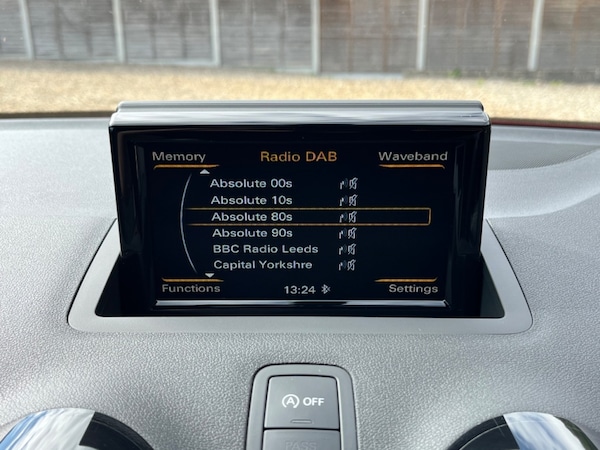 Memory Radio DAB Waveband
Absolute 00s
Absolute 10s
Absolute 80s
Absolute 90s
BBC Radio Leeds
Capital Yorkshre
Functions 13:24 Settings
A OFF